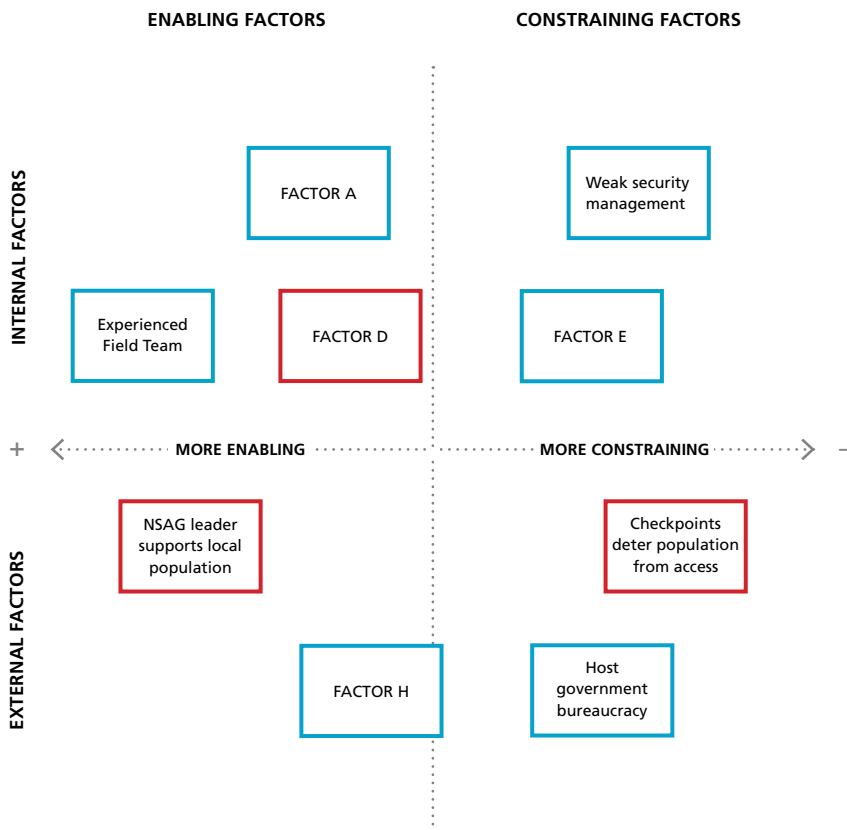 ENABLING FACTORS
CONSTRAINING FACTORS
INTERNAL FACTORS
FACTOR A
Weak security
management
Experienced
Field Team
FACTOR D
FACTOR E
+
MORE ENABLING
MORE CONSTRAINING
–
EXTERNAL FACTORS
NSAG leader
supports local
population
Checkpoints
deter population
from access
FACTOR H
Host
government
bureaucracy